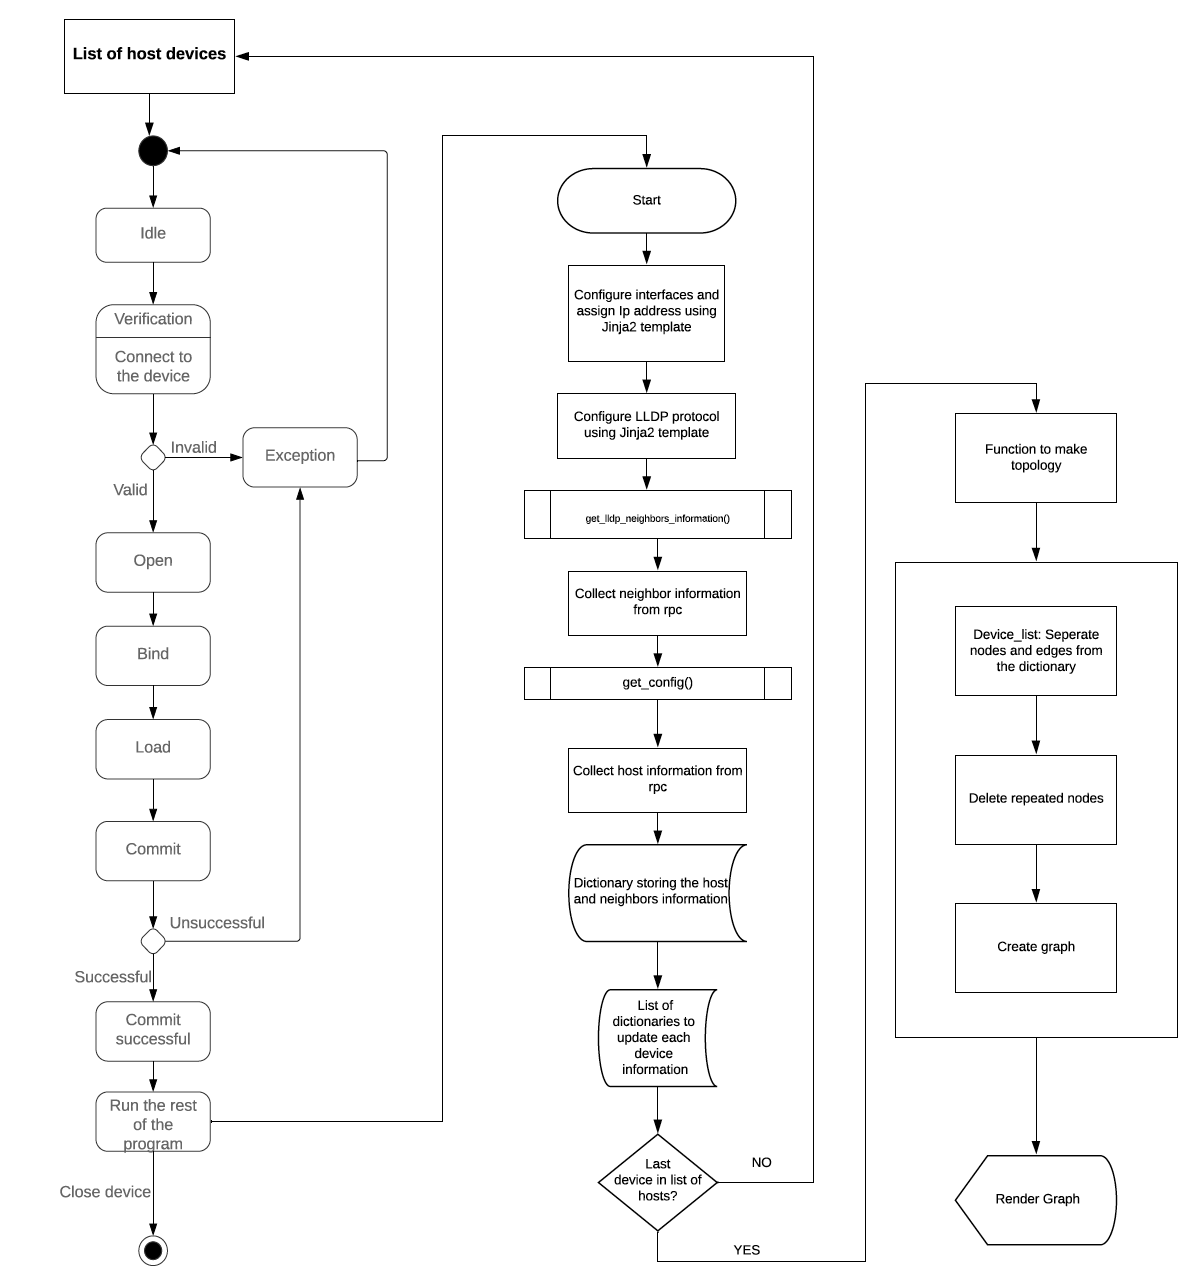 List of host devices
Idle
Verification
Connect to
the device
Invalid
Exception
Valid
Open
Bind
Load
Commit
Unsuccessful
Successful
Commit
successful
Run the rest
of the
program
Close device
Start
Configure interfaces and
assign Ip address using
Jinja2 template
Configure LLDP protocol
using Jinja2 template
get_lldp_neighbors_information()
Collect neighbor information
from rpc
get_config()
Collect host information from
rpc
Dictionary storing the host
and neighbors information
List of
dictionaries to
update each
device
information
Last
device in list of
hosts?
NO
YES
Function to make
topology
Device_list: Seperate
nodes and edges from
the dictionary
Delete repeated nodes
Create graph
Render Graph